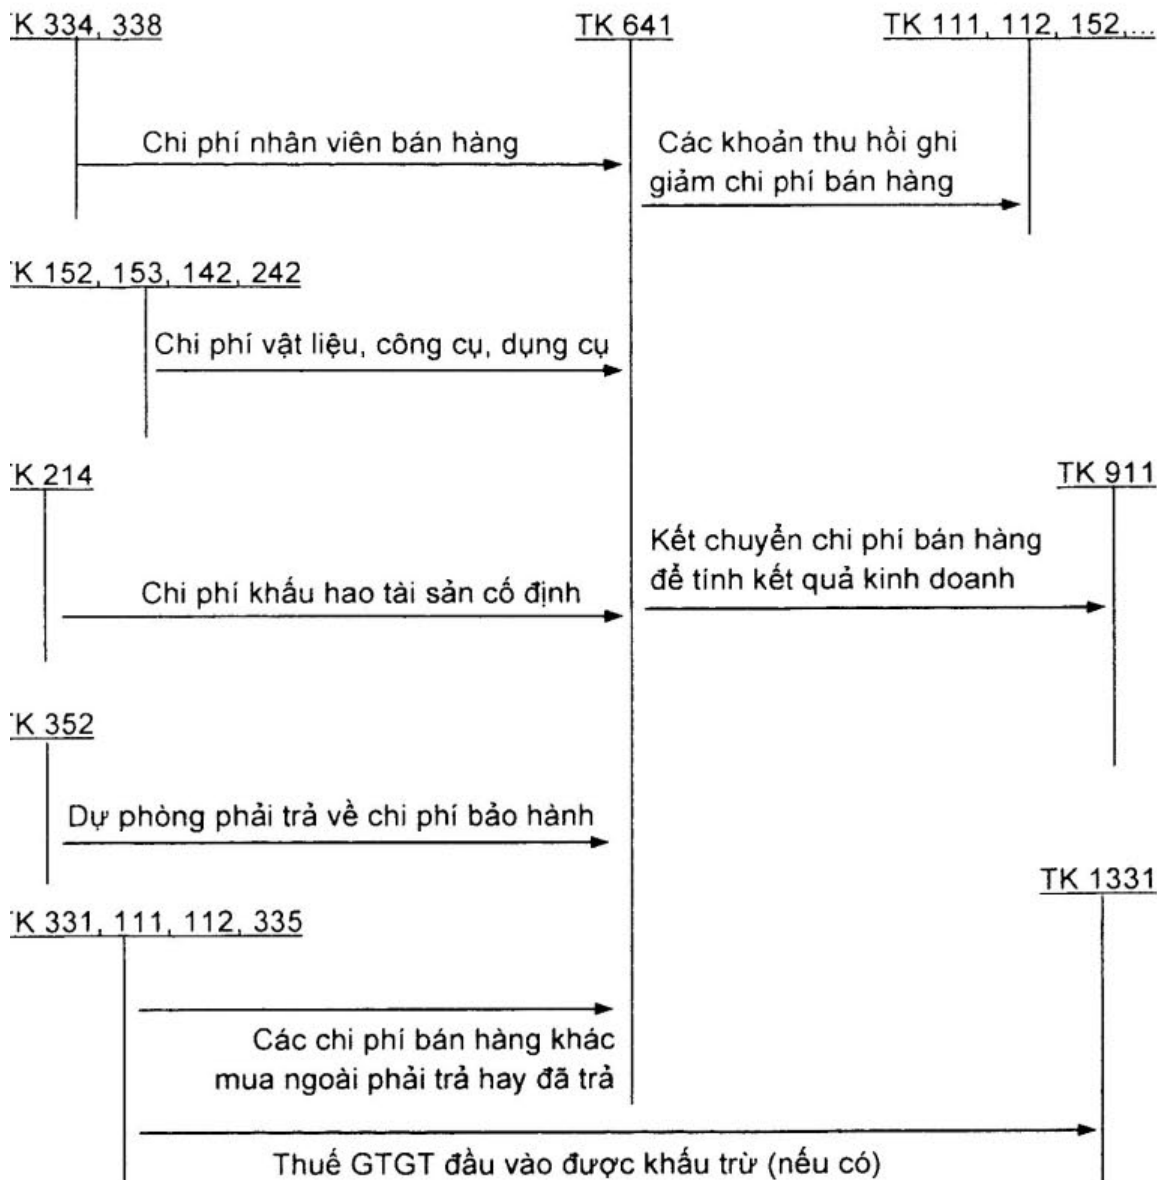 TK 334, 338
TK 641
TK 111, 112, 152,...
Chi phí nhân viên bán hàng
Các khoản thu hồi ghi
giảm chi phí bán hàng
TK 152, 153, 142, 242
Chi phí vật liệu, công cụ, dụng cụ
TK 214
TK 911
Kết chuyển chi phí bán hàng
để tính kết quả kinh doanh
Chi phí khấu hao tài sản cố định
TK 352
Dự phòng phải trả về chi phí bảo hành
TK 1331
TK 331, 111, 112, 335
Các chi phí bán hàng khác
mua ngoài phải trả hay đã trả
Thuế GTGT đầu vào được khấu trừ (nếu có)